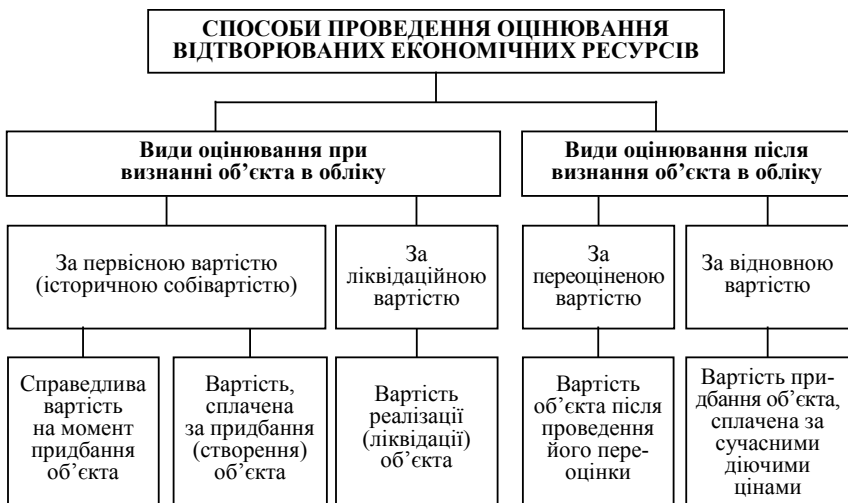 СПОСОБИ ПРОВЕДЕННЯ ОЦІНЮВАННЯ
ВІДТВОРЮВАНИХ ЕКОНОМІЧНИХ РЕСУРСІВ
Види оцінювання при
визнанні об’єкта в обліку
Види оцінювання після
визнання об’єкта в обліку
За первісною вартістю
(історичною собівартістю)
За
ліквідаційною
вартістю
За
переоціненою
вартістю
За відновною
вартістю
Справедлива
вартість
на момент
придбання
об’єкта
Вартість,
сплачена
за придбання
(створення)
об’єкта
Вартість
реалізації
(ліквідації)
об’єкта
Вартість
об’єкта після
проведення
його пере-
оцінки
Вартість при-
дбання об’єкта,
сплачена за
сучасними
діючими
цінами